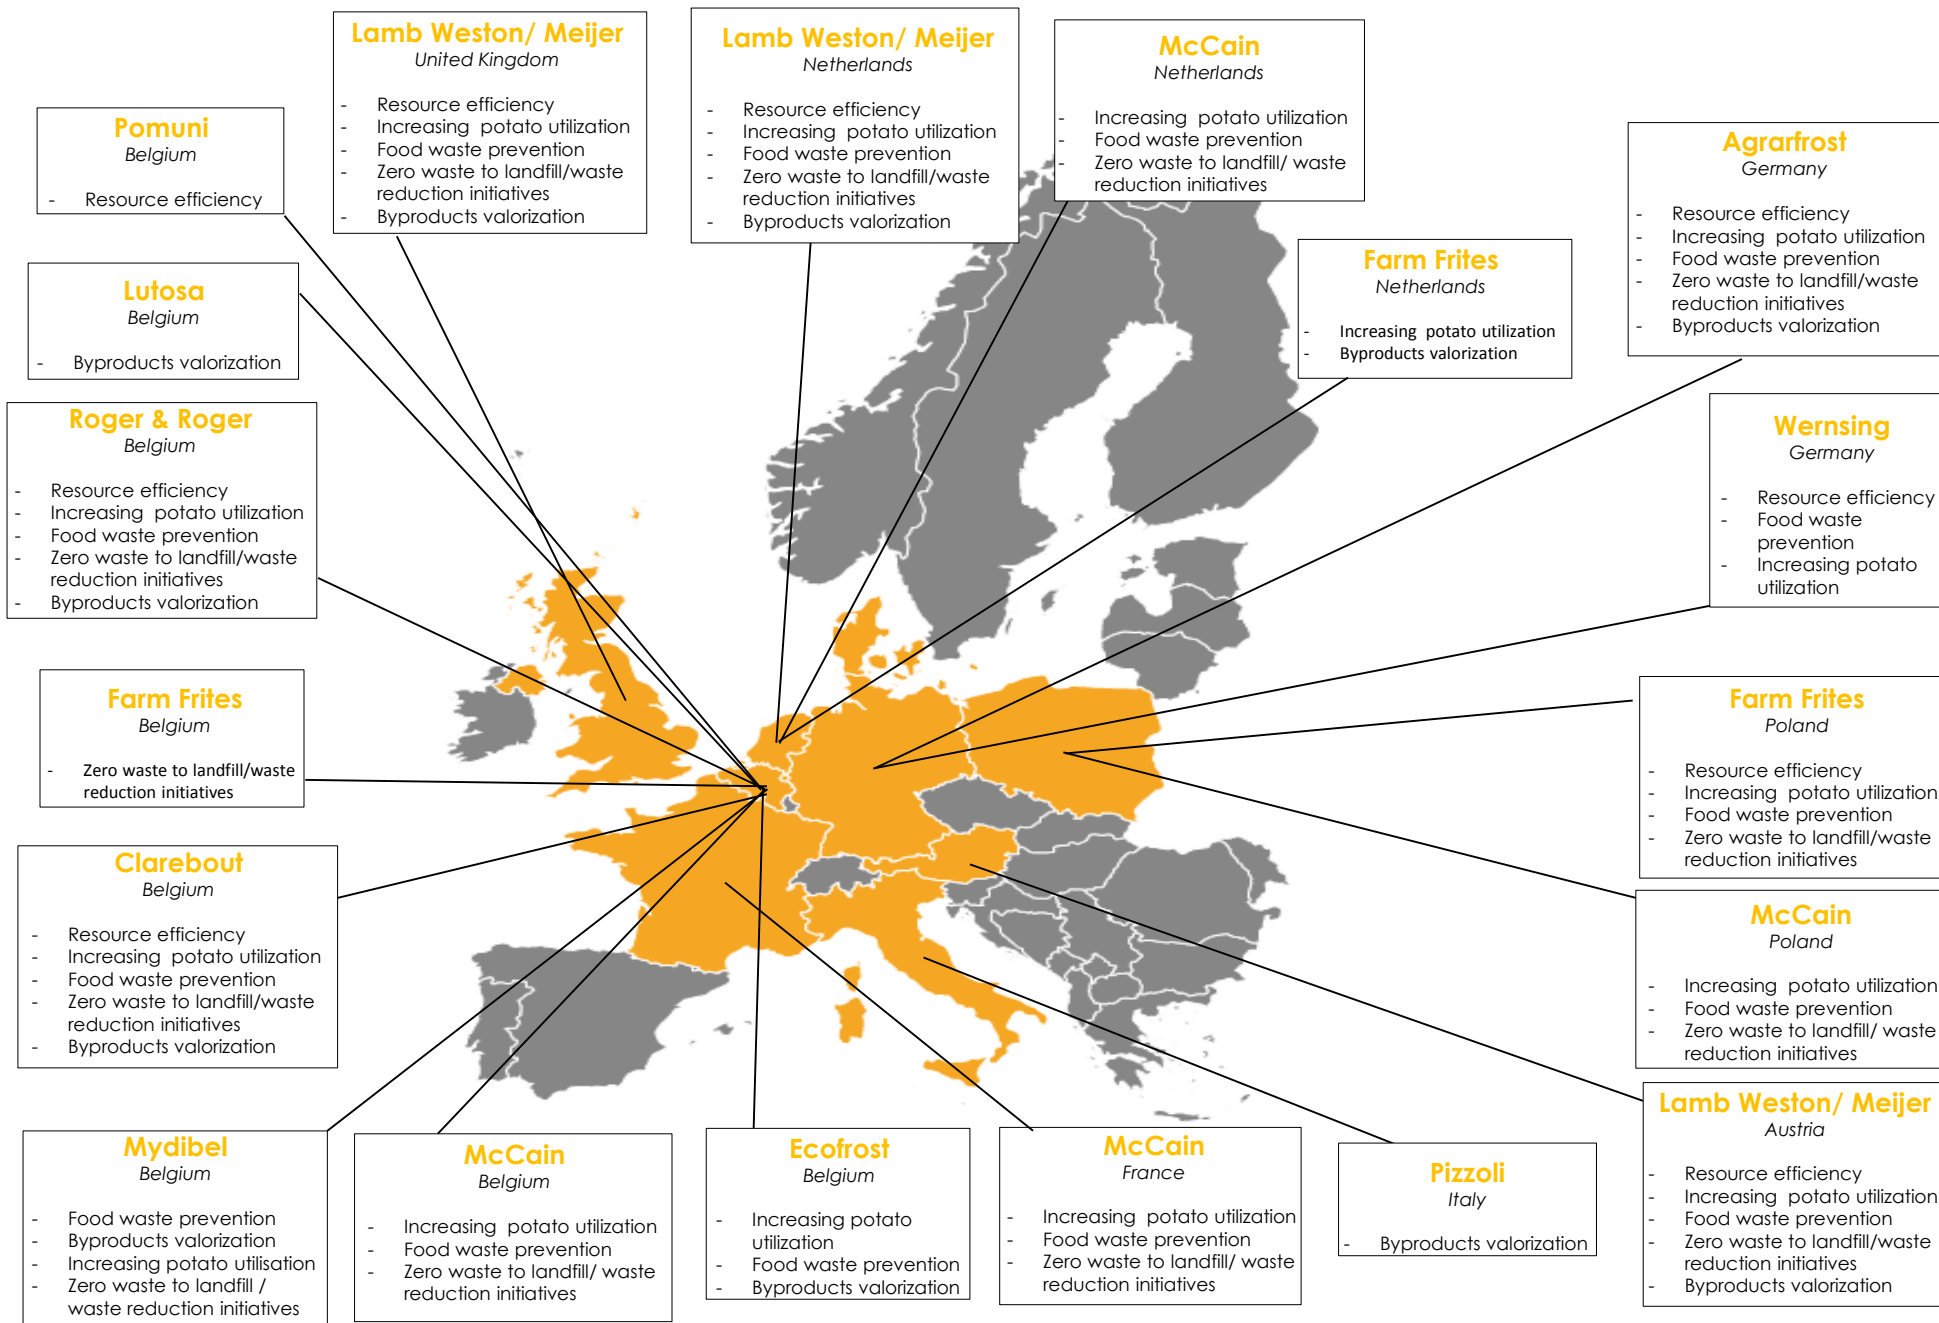 Lamb Weston/ Meijer
United Kingdom
- Resource efficiency
- Increasing potato utilization
- Food waste prevention
- Zero waste to landfill/waste
reduction initiatives
- Byproducts valorization
Lamb Weston/ Meijer
Netherlands
- Resource efficiency
- Increasing potato utilization
- Food waste prevention
- Zero waste to landfill/waste
reduction initiatives
- Byproducts valorization
McCain
Netherlands
- Increasing potato utilization
- Food waste prevention
- Zero waste to landfill/ waste
reduction initiatives
Pomuni
Belgium
- Resource efficiency
Agrarfrost
Germany
- Resource efficiency
- Increasing potato utilization
- Food waste prevention
- Zero waste to landfill/waste
reduction initiatives
- Byproducts valorization
Farm Frites
Netherlands
- Increasing potato utilization
- Byproducts valorization
Lutosa
Belgium
- Byproducts valorization
Roger & Roger
Belgium
- Resource efficiency
- Increasing potato utilization
- Food waste prevention
- Zero waste to landfill/waste
reduction initiatives
- Byproducts valorization
Wernsing
Germany
- Resource efficiency
- Food waste
prevention
- Increasing potato
utilization
Farm Frites
Belgium
- Zero waste to landfill/waste
reduction initiatives
Farm Frites
Poland
- Resource efficiency
- Increasing potato utilization
- Food waste prevention
- Zero waste to landfill/waste
reduction initiatives
Clarebout
Belgium
- Resource efficiency
- Increasing potato utilization
- Food waste prevention
- Zero waste to landfill/waste
reduction initiatives
- Byproducts valorization
McCain
Poland
- Increasing potato utilization
- Food waste prevention
- Zero waste to landfill/ waste
reduction initiatives
Mydibel
Belgium
- Food waste prevention
- Byproducts valorization
- Increasing potato utilisation
- Zero waste to landfill /
waste reduction initiatives
McCain
Belgium
- Increasing potato utilization
- Food waste prevention
- Zero waste to landfill/ waste
reduction initiatives
Ecofrost
Belgium
- Increasing potato
utilization
- Food waste prevention
- Byproducts valorization
McCain
France
- Increasing potato utilization
- Food waste prevention
- Zero waste to landfill/ waste
reduction initiatives
Pizzoli
Italy
- Byproducts valorization
Lamb Weston/ Meijer
Austria
- Resource efficiency
- Increasing potato utilization
- Food waste prevention
- Zero waste to landfill/waste
reduction initiatives
- Byproducts valorization